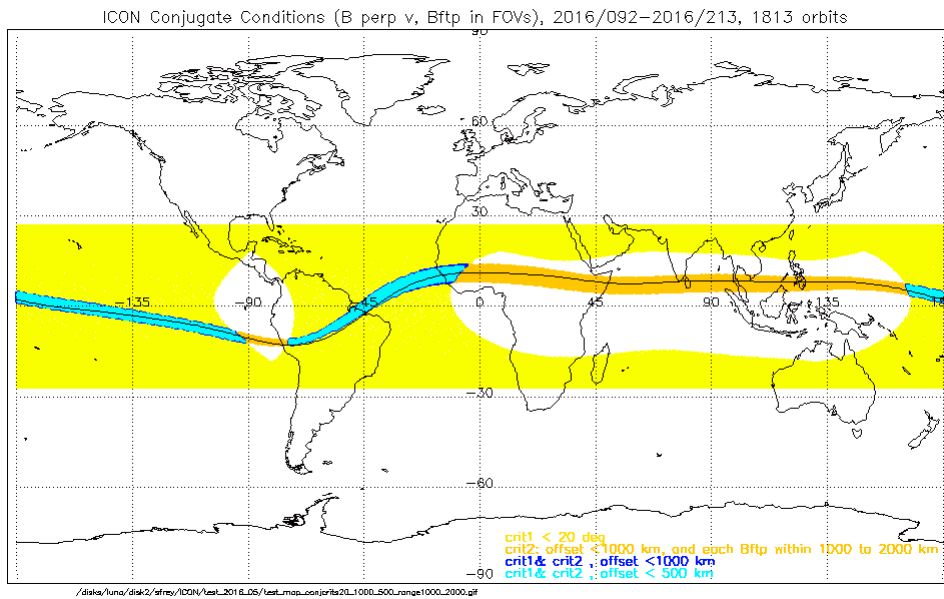 ICON Conjugate Conditions (B perp v, Bftp in FOVs), 2016/092-2016/213, 1813 orbits
90
60
30
-135 -90 -45 0 45 90 135
-30
-60
crit1 < 20 deg
crit2: offset <1000 km, and each Bftp within 1000 to 2000 km
crit1& crit2 , offset <1000 km
crit1& crit2 , offset < 500 km
-90
/disks/luna/disk2/sfrey/ICON/test_2016_05/test_map_conjcrits20_1000_500_range1000_2000.gif